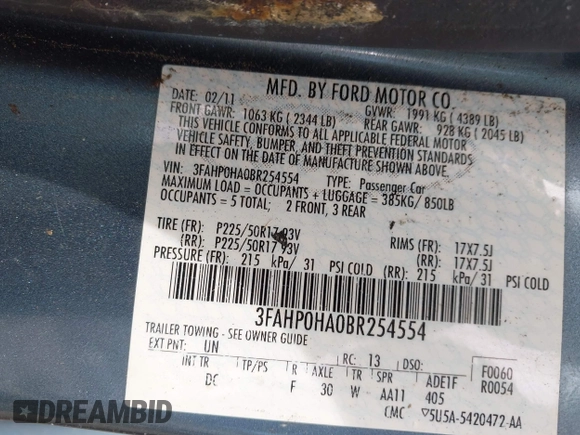 MFD. BY FORD MOTOR CO.
DATE: 02/11 GVWR: 1991 KG ( 4389 LB)
FRONT GAWR: 1063 KG ( 2344 LB) REAR GAWR: 928 KG ( 2045 LB)
THIS VEHICLE CONFORMS TO ALL APPLICABLE FEDERAL MOTOR
VEHICLE SAFETY, BUMPER, AND THEFT PREVENTION STANDARDS
IN EFFECT ON THE DATE OF MANUFACTURE SHOWN ABOVE.
VIN: 3FAHP0HA0BR254554 TYPE: Passenger Car
MAXIMUM LOAD = OCCUPANTS + LUGGAGE = 385KG/ 850LB
OCCUPANTS = 5 TOTAL; 2 FRONT, 3 REAR
TIRE (FR): P225/50R17 93V RIMS (FR): 17X7.5J
(RR): P225/50R17 93V (RR): 17X7.5J
PRESSURE (FR): 215 kPa/ 31 PSI COLD (RR): 215 kPa/ 31 PSI COLD
3FAHP0HA0BR254554
TRAILER TOWING - SEE OWNER GUIDE
EXT PNT: UN RC: 13 DSO: F0060
R0054
INT TR TP/PS R AXLE TR SPR ADE1F
DC F 30 W AA11 405
CMC ▽5U5A-5420472-AA
DREAMBID